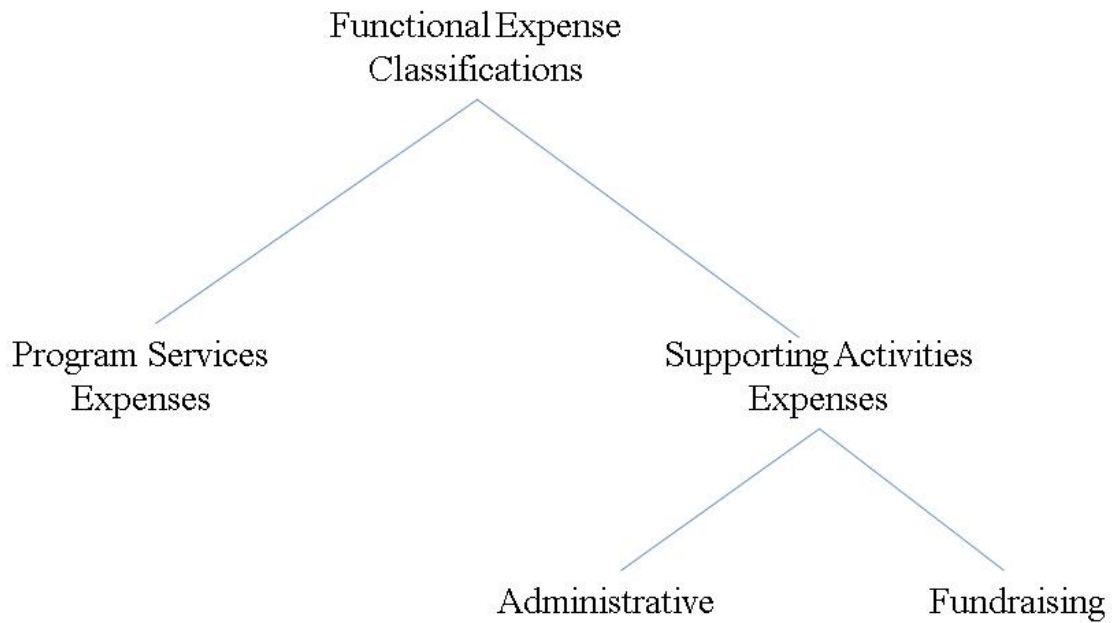 Functional Expense
Classifications
Program Services
Expenses
Supporting Activities
Expenses
Administrative
Fundraising